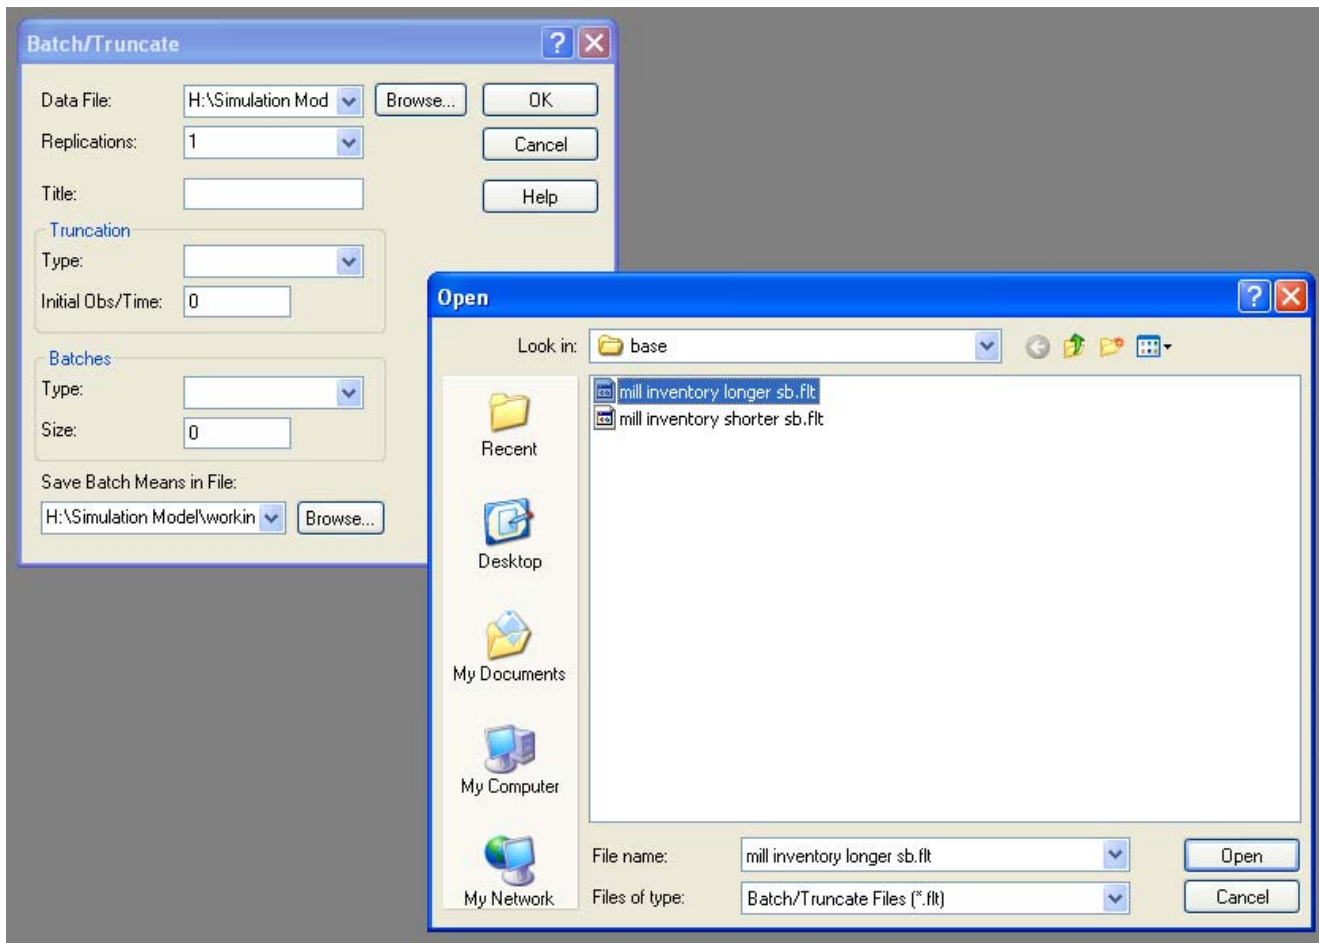 Batch/Truncate
Data File: H:\Simulation Mod Browse... OK
Replications: 1 Cancel
Title: Help
Truncation
Type:
Initial Obs/Time: 0
Batches
Type:
Size: 0
Save Batch Means in File:
H:\Simulation Model\workin Browse...
Open
Look in: base
mill inventory longer sb.flt
mill inventory shorter sb.flt
Recent
Desktop
My Documents
My Computer
My Network
File name: mill inventory longer sb.flt Open
Files of type: Batch/Truncate Files (*.flt) Cancel